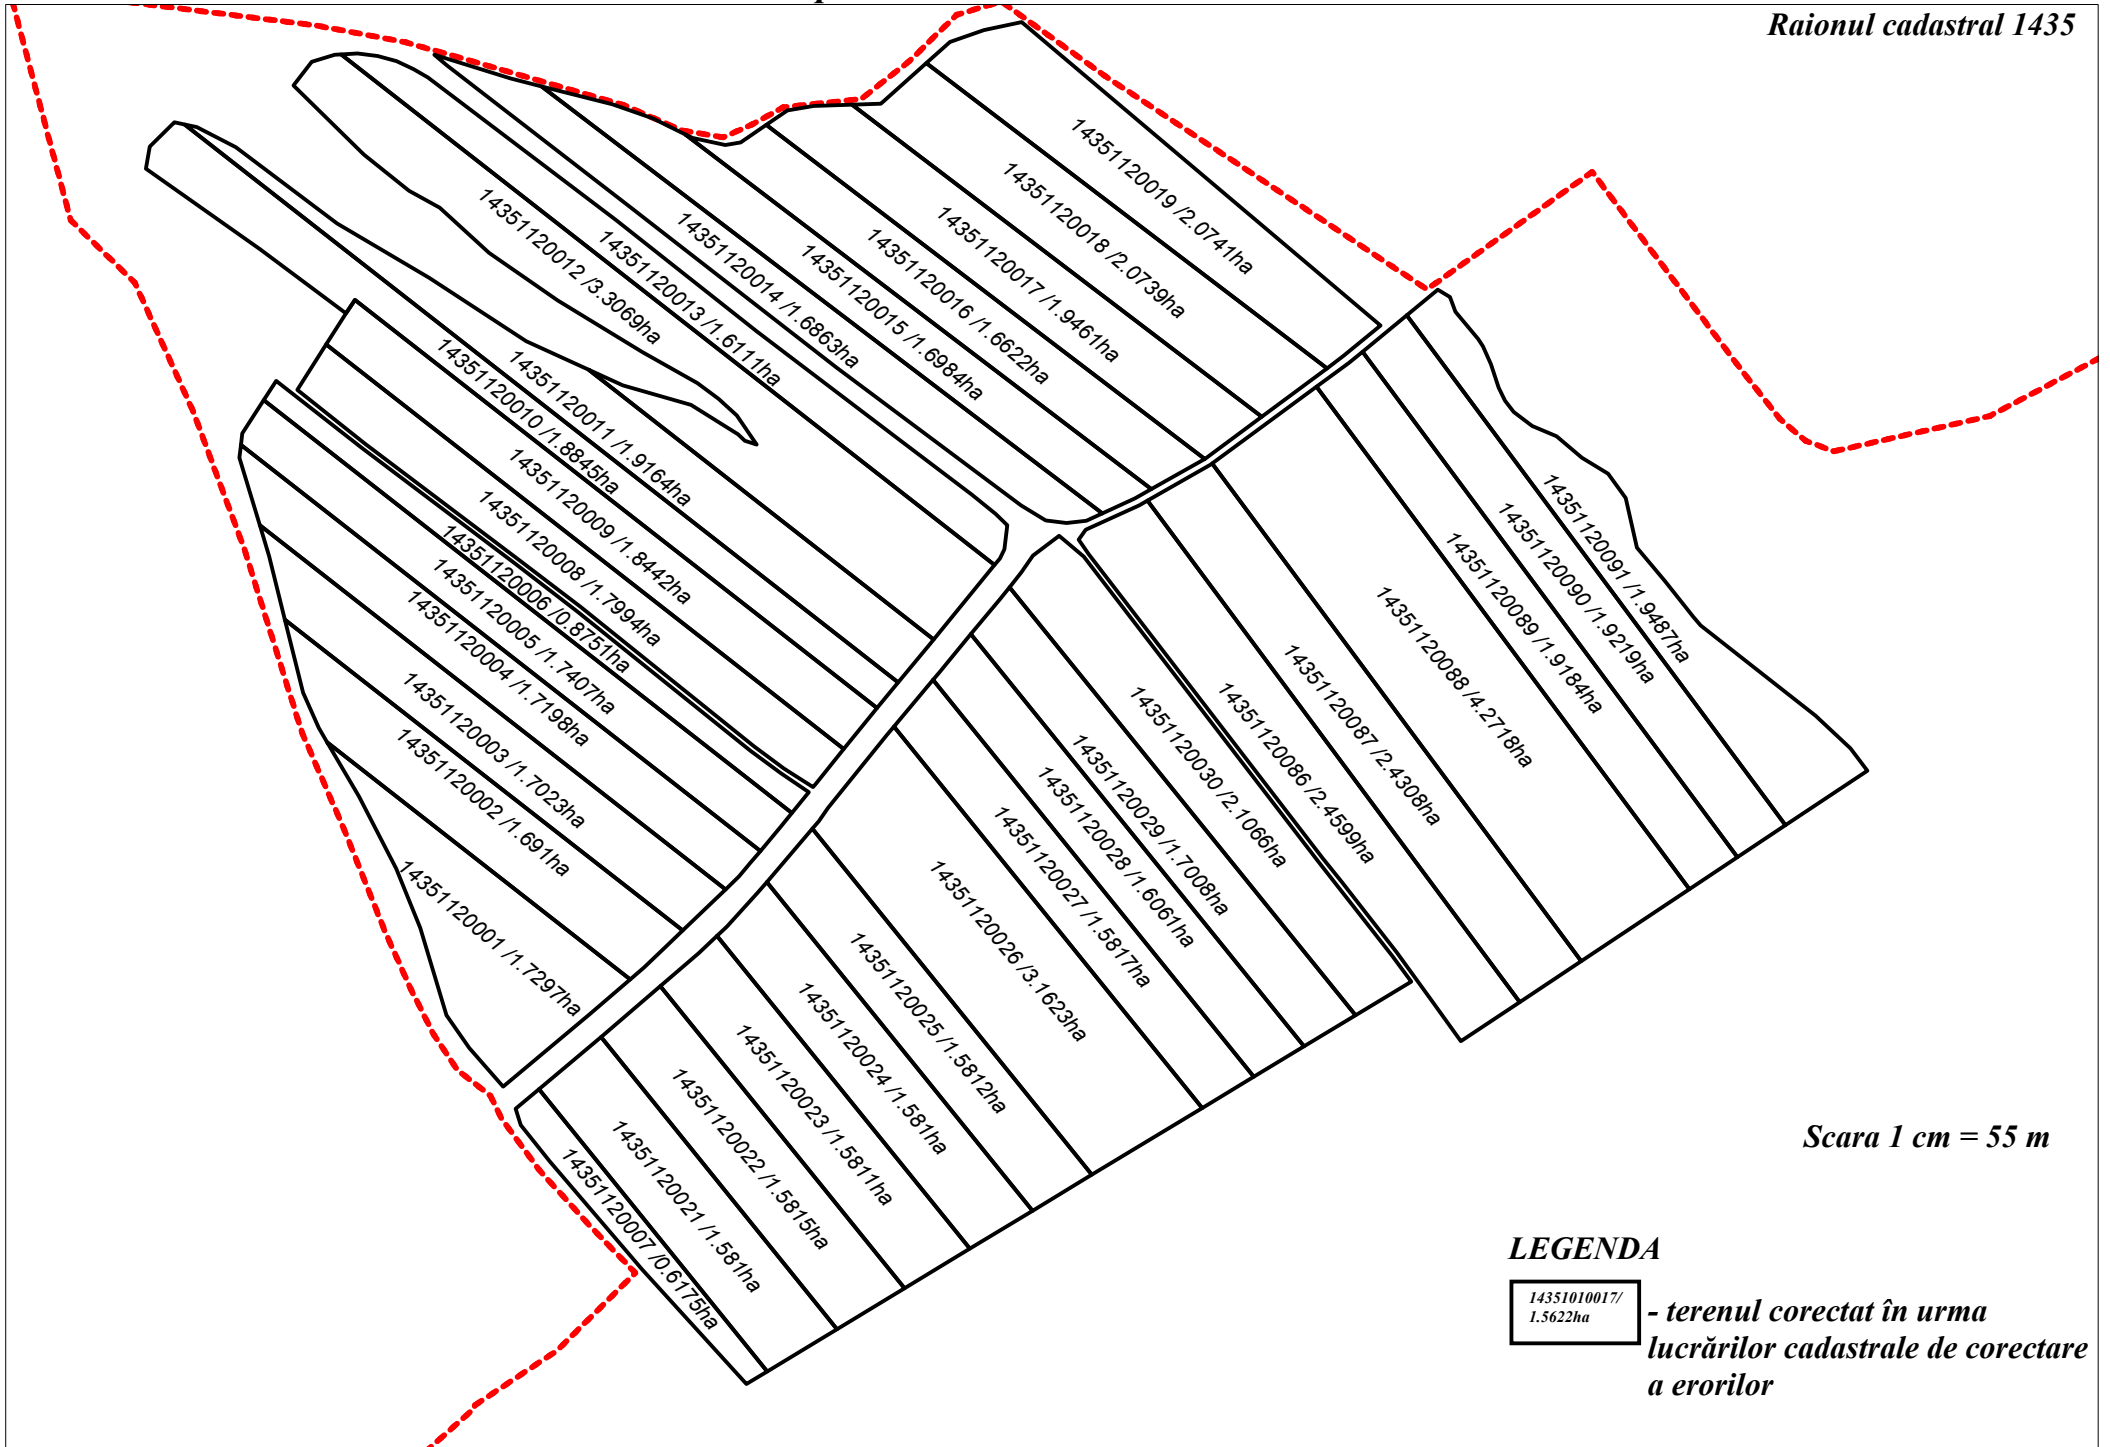 Raionul cadastral 1435
14351120019 /2.0741ha
14351120018 /2.0739ha
14351120017 /1.9461ha
14351120016 /1.6622ha
14351120015 /1.6984ha
14351120014 /1.6863ha
14351120013 /1.6111ha
14351120012 /3.3069ha
14351120011 /1.9164ha
14351120010 /1.8845ha
14351120009 /1.8442ha
14351120008 /1.7994ha
14351120006 /0.8751ha
14351120005 /1.7407ha
14351120004 /1.7198ha
14351120003 /1.7023ha
14351120002 /1.691ha
14351120001 /1.7297ha
14351120091 /1.9487ha
14351120090 /1.9219ha
14351120089 /1.9184ha
14351120088 /4.2718ha
14351120087 /2.4308ha
14351120086 /2.4599ha
14351120030 /2.1066ha
14351120029 /1.7008ha
14351120028 /1.6061ha
14351120027 /1.5817ha
14351120026 /3.1623ha
14351120025 /1.5812ha
14351120024 /1.581ha
14351120023 /1.5811ha
14351120022 /1.5815ha
14351120021 /1.581ha
14351120007 /0.6175ha
Scara 1 cm = 55 m
LEGENDA
14351010017/
1.5622ha
- terenul corectat în urma
lucrărilor cadastrale de corectare
a erorilor